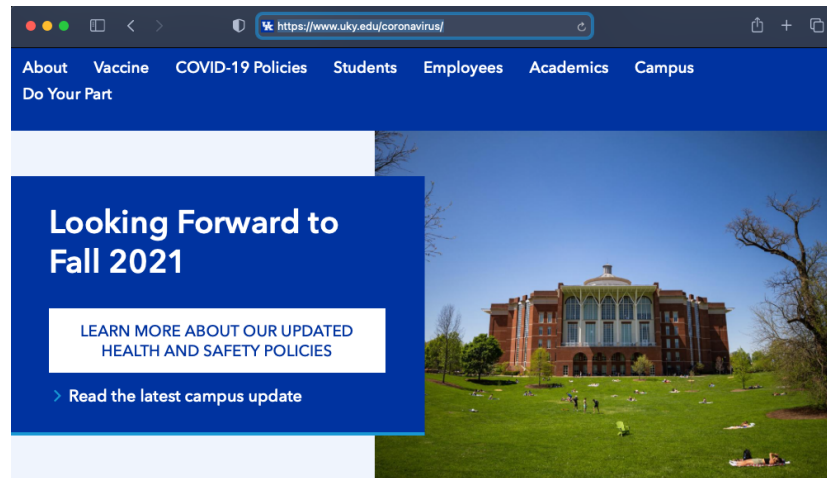 https://www.uky.edu/coronavirus/
About Vaccine COVID-19 Policies Students Employees Academics Campus
Do Your Part
Looking Forward to
Fall 2021
LEARN MORE ABOUT OUR UPDATED
HEALTH AND SAFETY POLICIES
Read the latest campus update